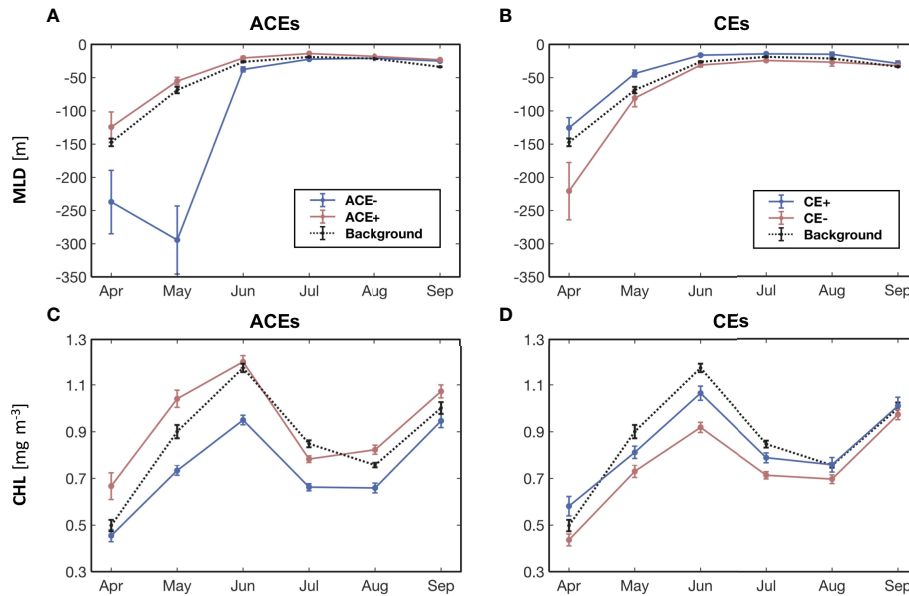 A
ACEs
B
CEs
MLD [m]
0
-50
-100
-150
-200
-250
-300
-350
ACE-
ACE+
Background
Apr May Jun Jul Aug Sep
0
-50
-100
-150
-200
-250
-300
-350
CE+
CE-
Background
Apr May Jun Jul Aug Sep
C
ACEs
D
CEs
CHL [mg m-3]
1.3
1.1
0.9
0.7
0.5
0.3
Apr May Jun Jul Aug Sep
1.3
1.1
0.9
0.7
0.5
0.3
Apr May Jun Jul Aug Sep